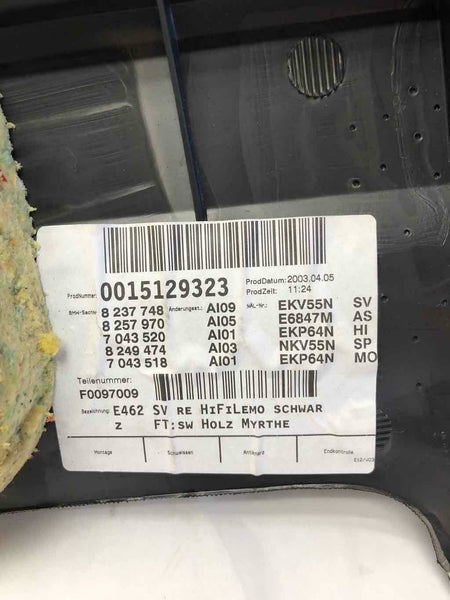 ProdNummer: 0015129323 ProdDatum: 2003.04.05
ProdZeit: 11:24
BMW-SachNr 8 237 748 Änderungsst.: AI09 WAL-Nr.: EKV55N SV
8 257 970 AI05 E6847M AS
7 043 520 AI01 EKP64N HI
8 249 474 AI03 NKV55N SP
7 043 518 AI01 EKP64N MO
Teilenummer:
F0097009
Bezeichnung: E462 SV RE HIFILEMO SCHWAR
Z FT:SW HOLZ MYRTHE
Montage Schweissen Endkontrolle